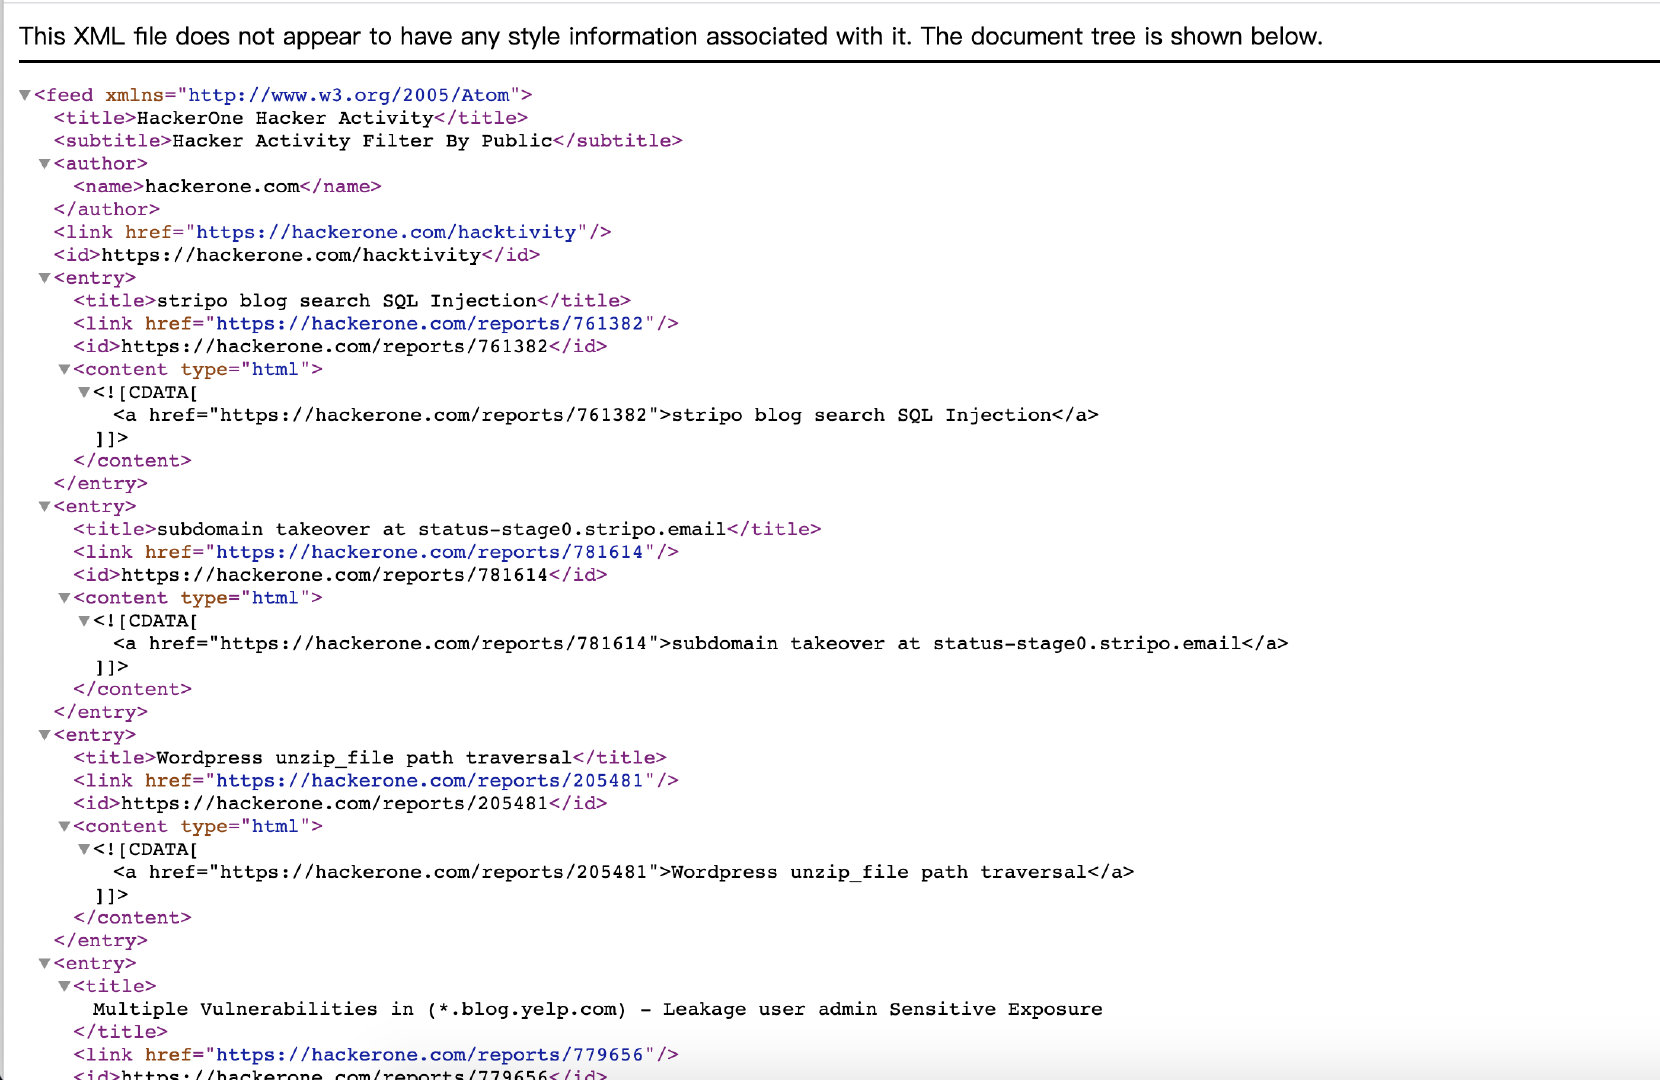 This XML file does not appear to have any style information associated with it. The document tree is shown below.
▼<feed xmlns="http://www.w3.org/2005/Atom">
<title>HackerOne Hacker Activity</title>
<subtitle>Hacker Activity Filter By Public</subtitle>
▼<author>
<name>hackerone.com</name>
</author>
<link href="https://hackerone.com/hacktivity"/>
<id>https://hackerone.com/hacktivity</id>
▼<entry>
<title>stripo blog search SQL Injection</title>
<link href="https://hackerone.com/reports/761382"/>
<id>https://hackerone.com/reports/761382</id>
▼<content type="html">
▼<![CDATA[
<a href="https://hackerone.com/reports/761382">stripo blog search SQL Injection</a>
]]>
</content>
</entry>
▼<entry>
<title>subdomain takeover at status-stage0.stripo.email</title>
<link href="https://hackerone.com/reports/781614"/>
<id>https://hackerone.com/reports/781614</id>
▼<content type="html">
▼<![CDATA[
<a href="https://hackerone.com/reports/781614">subdomain takeover at status-stage0.stripo.email</a>
]]>
</content>
</entry>
▼<entry>
<title>Wordpress unzip_file path traversal</title>
<link href="https://hackerone.com/reports/205481"/>
<id>https://hackerone.com/reports/205481</id>
▼<content type="html">
▼<![CDATA[
<a href="https://hackerone.com/reports/205481">Wordpress unzip_file path traversal</a>
]]>
</content>
</entry>
▼<entry>
▼<title>
Multiple Vulnerabilities in (*.blog.yelp.com) - Leakage user admin Sensitive Exposure
</title>
<link href="https://hackerone.com/reports/779656"/>
<id>https://hackerone.com/reports/779656</id>